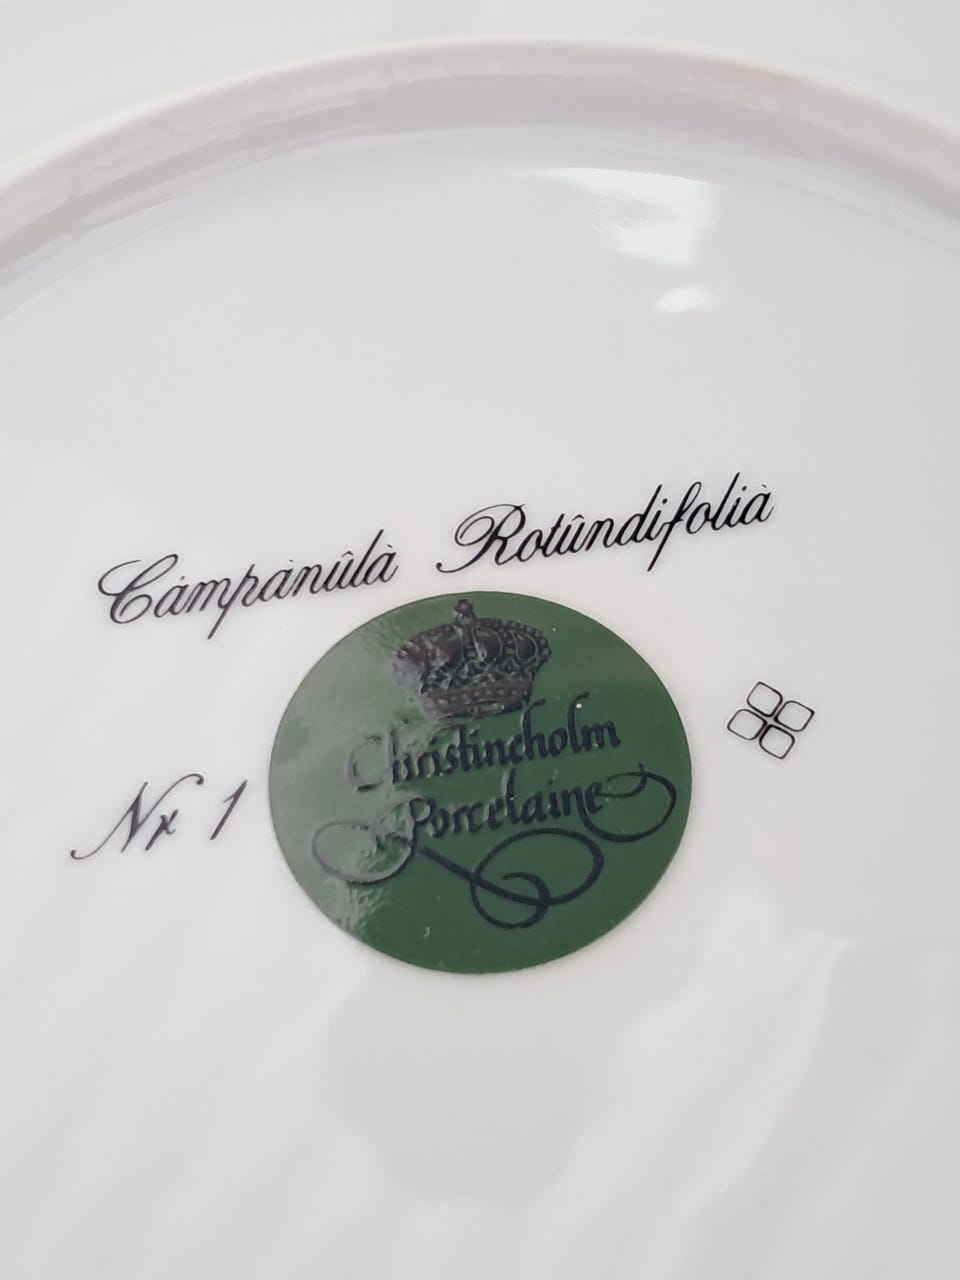 Càmpànûlà Rotûndifolià
Christineholm
Porcelaine
Nr 1